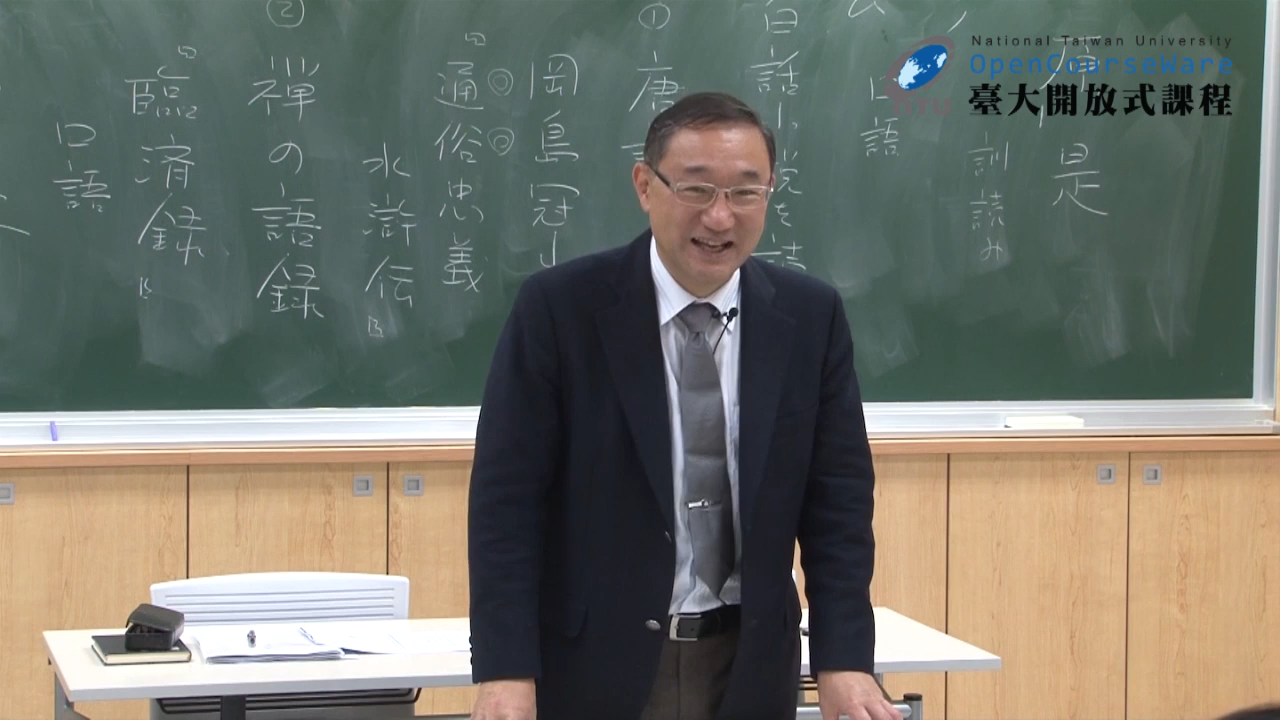 National Taiwan University
OpenCourseWare
臺大開放式課程
是
訓読み
口語
白話小説を読
①
唐
岡島冠山
『通俗忠義
水滸伝』
②
禅の語録
『臨済録』
口語